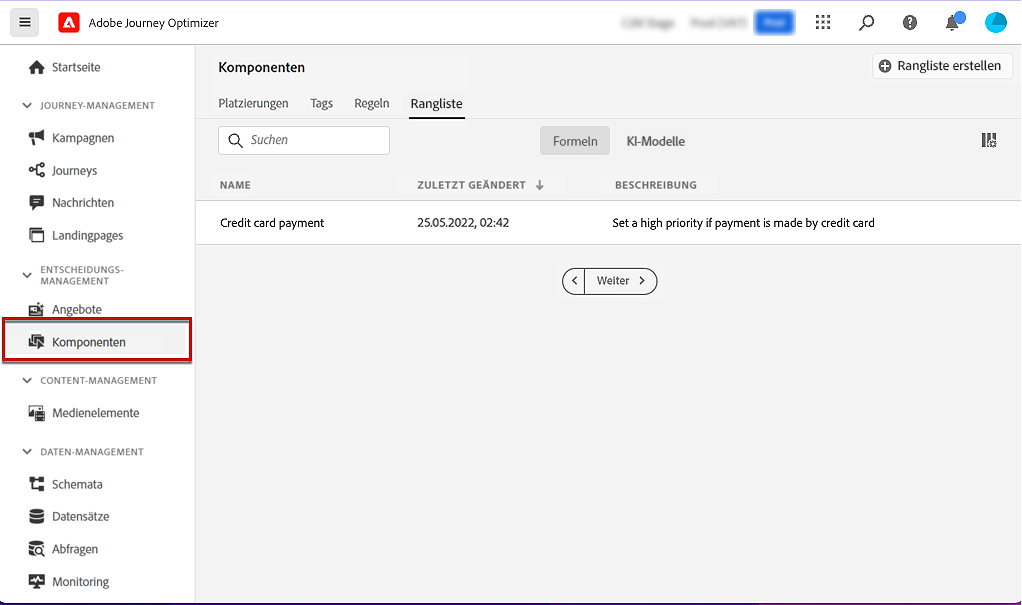 Adobe Journey Optimizer
Startseite
JOURNEY-MANAGEMENT
Kampagnen
Journeys
Nachrichten
Landingpages
ENTSCHEIDUNGS-
MANAGEMENT
Angebote
Komponenten
CONTENT-MANAGEMENT
Medienelemente
DATEN-MANAGEMENT
Schemata
Datensätze
Abfragen
Monitoring
Komponenten
Rangliste erstellen
Platzierungen Tags Regeln Rangliste
Suchen
Formeln KI-Modelle
NAME ZULETZT GEÄNDERT BESCHREIBUNG
Credit card payment 25.05.2022, 02:42 Set a high priority if payment is made by credit card
Weiter